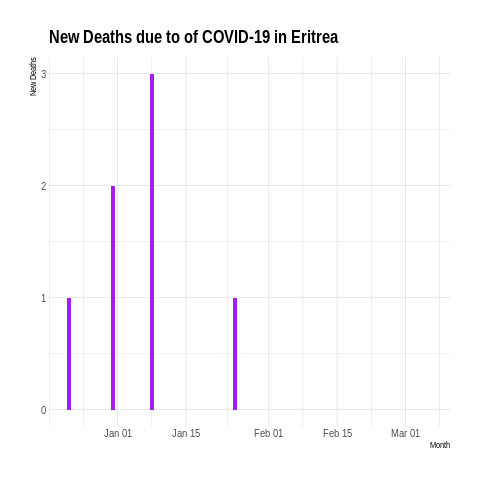 New Deaths due to of COVID-19 in Eritrea
New Deaths
3
2
1
0
Jan 01 Jan 15 Feb 01 Feb 15 Mar 01
Month